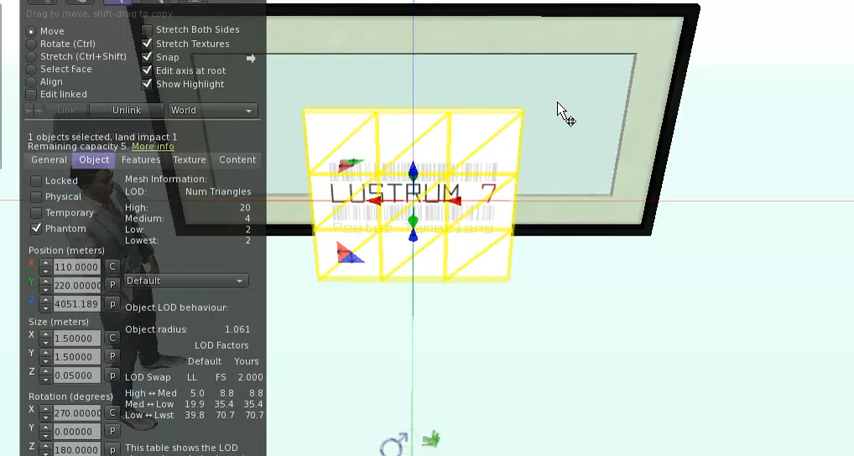 Drag to move, shift-drag to copy
Move
Rotate (Ctrl)
Stretch (Ctrl+Shift)
Select Face
Align
Edit linked
Stretch Both Sides
Stretch Textures
Snap
Edit axis at root
Show Highlight
Link
Unlink
World
1 objects selected, land impact 1
Remaining capacity 5. More info
General Object Features Texture Content
Locked
Physical
Temporary
Phantom
Mesh Information:
LOD: Num Triangles
High: 20
Medium: 4
Low: 2
Lowest: 2
Position (meters)
X 110.0000 C
Y 220.00000 P
Z 4051.189 P
Size (meters)
X 1.50000 C
Y 1.50000 P
Z 0.05000 P
Rotation (degrees)
X 270.00000 C
Y 0.00000 P
Z 180.0000 P
Default
Object LOD behaviour:
Object radius: 1.061
LOD Factors
Default Yours
LOD Swap LL FS 2.000
High ↔ Med 5.0 8.8 8.8
Med ↔ Low 19.9 35.4 35.4
Low ↔ Lwst 39.8 70.7 70.7
This table shows the LOD
LUSTRUM 7